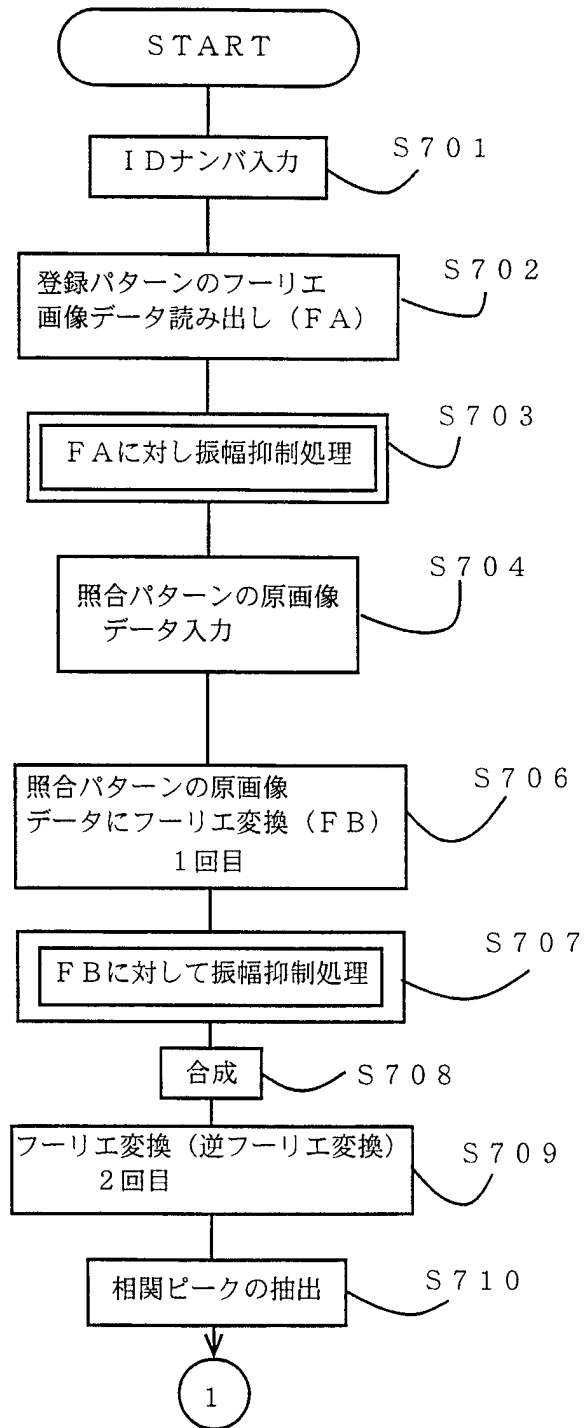 ＳＴＡＲＴ
ＩＤナンバ入力
Ｓ７０１
登録パターンのフーリエ
画像データ読み出し（ＦＡ）
Ｓ７０２
ＦＡに対し振幅抑制処理
Ｓ７０３
照合パターンの原画像
データ入力
Ｓ７０４
照合パターンの原画像
データにフーリエ変換（ＦＢ）
１回目
Ｓ７０６
ＦＢに対して振幅抑制処理
Ｓ７０７
合成
Ｓ７０８
フーリエ変換（逆フーリエ変換）
２回目
Ｓ７０９
相関ピークの抽出
Ｓ７１０
１